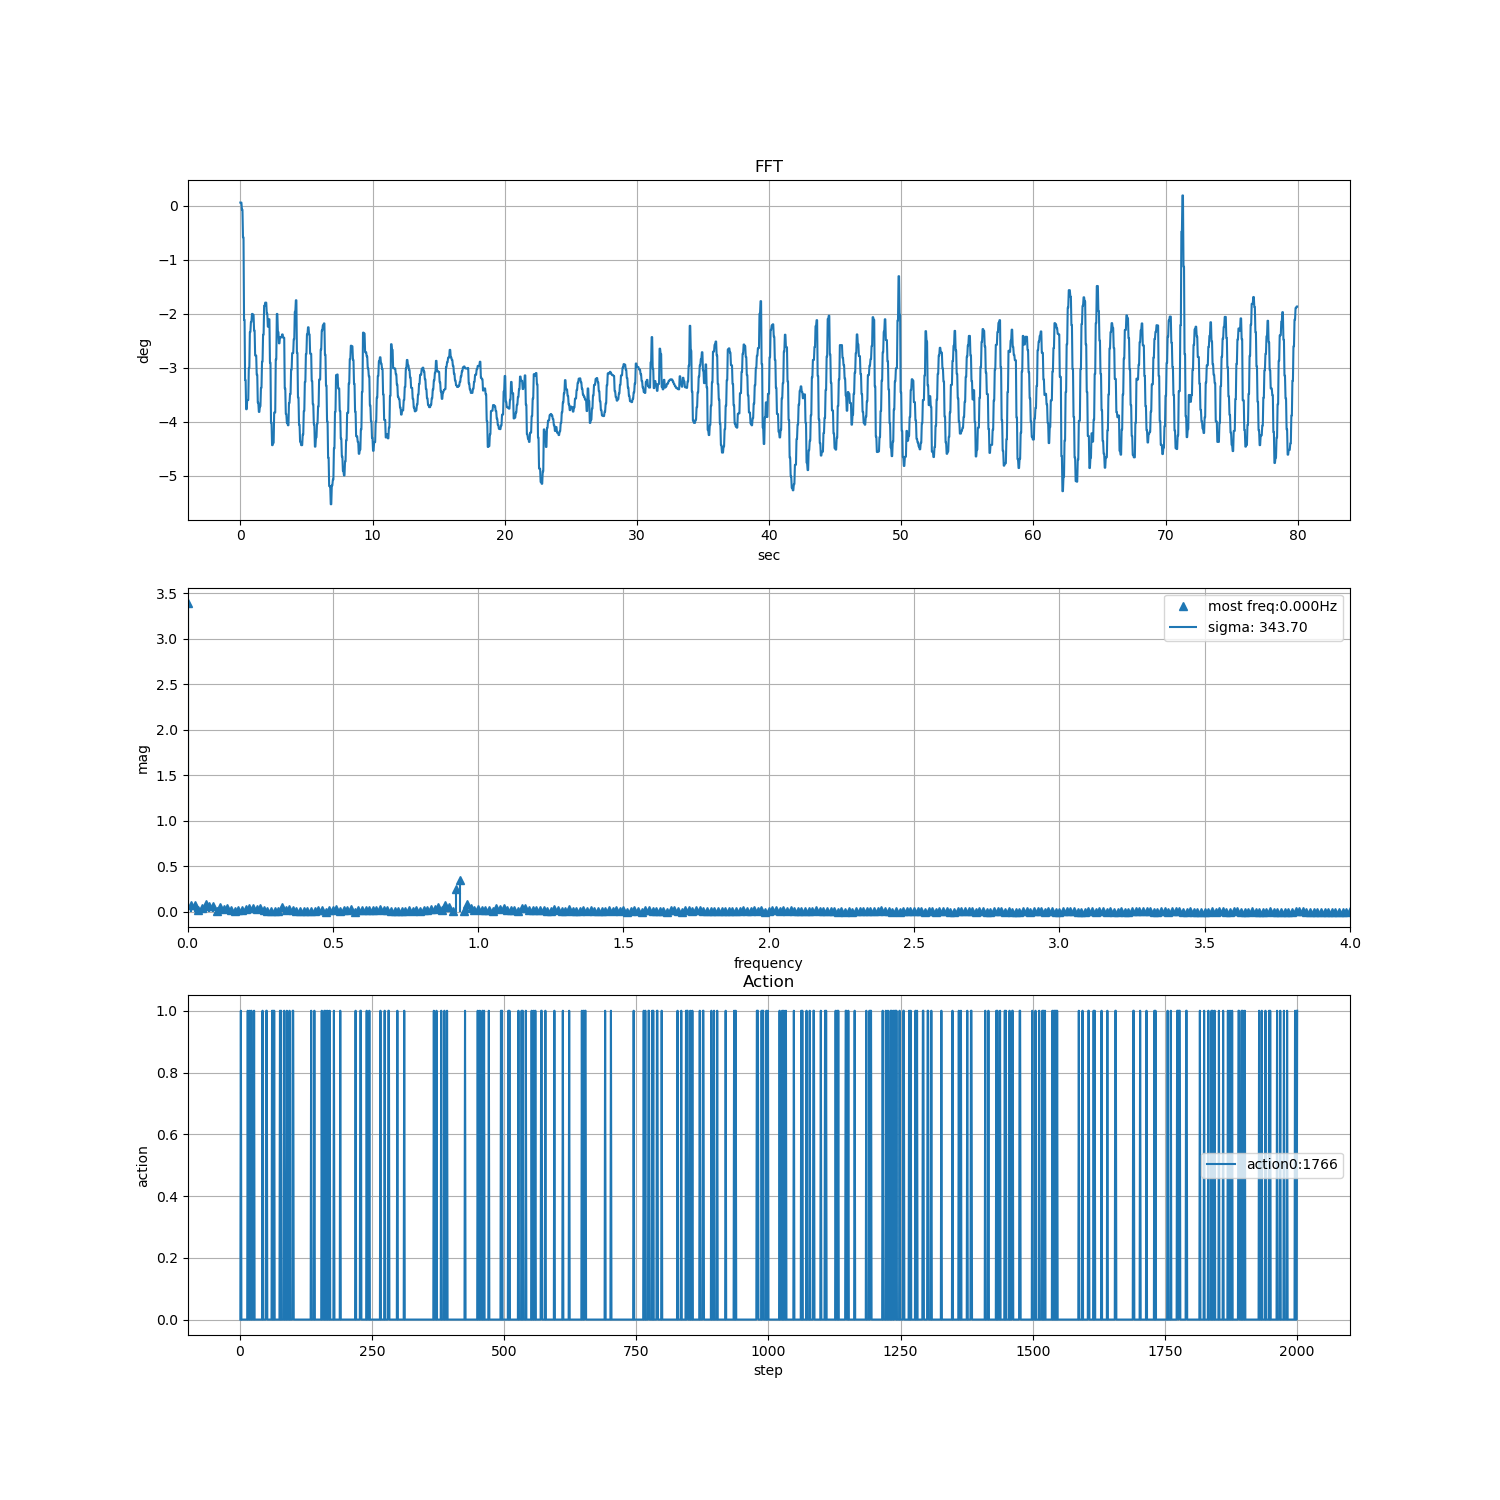 FFT
0
−1
−2
−3
−4
−5
deg
0 10 20 30 40 50 60 70 80
sec
3.5
3.0
2.5
2.0
1.5
1.0
0.5
0.0
mag
most freq:0.000Hz
sigma: 343.70
0.0 0.5 1.0 1.5 2.0 2.5 3.0 3.5 4.0
frequency
Action
1.0
0.8
0.6
0.4
0.2
0.0
action
action0:1766
0 250 500 750 1000 1250 1500 1750 2000
step